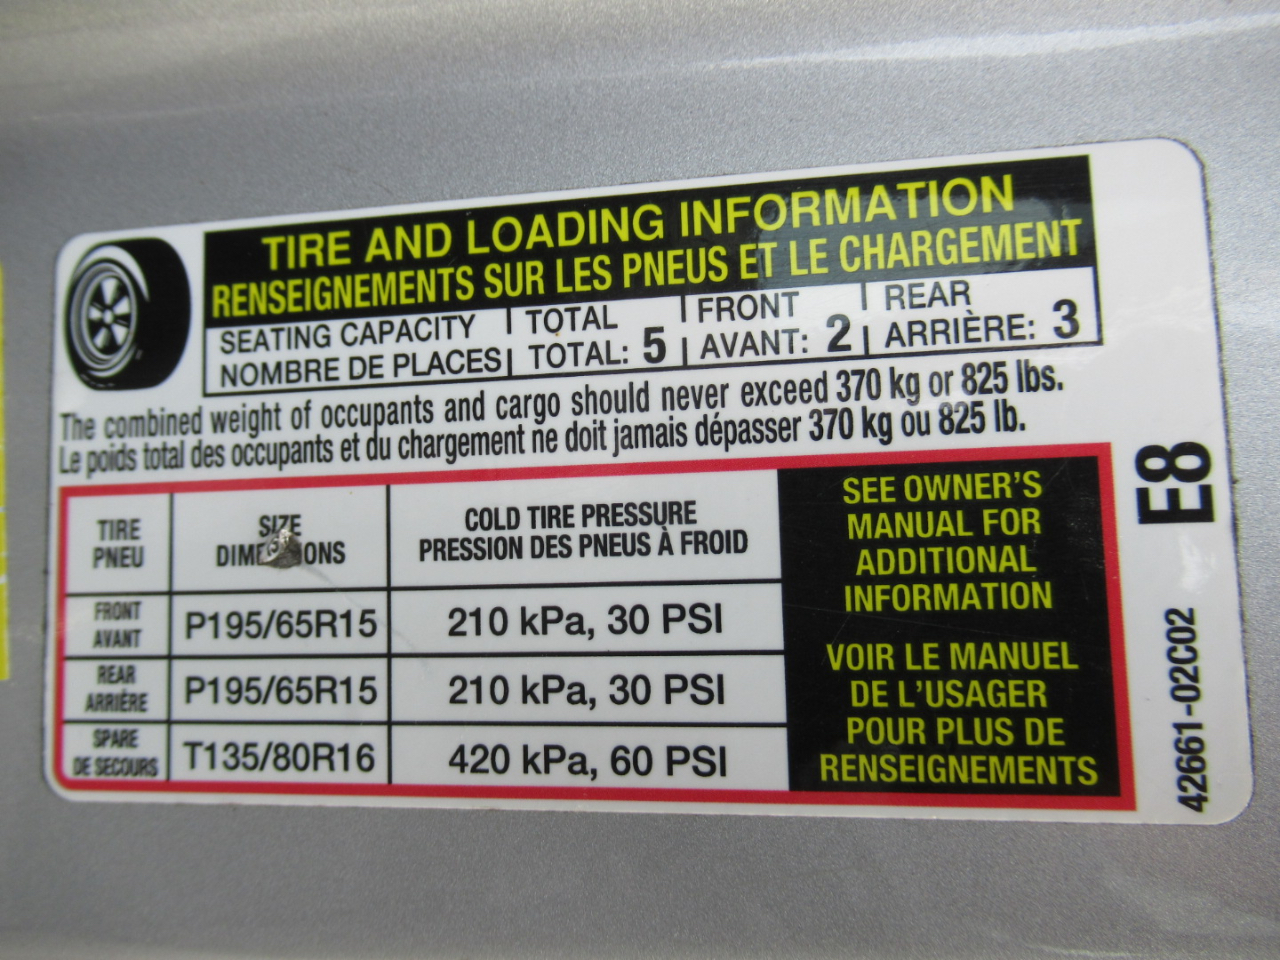 TIRE AND LOADING INFORMATION
RENSEIGNEMENTS SUR LES PNEUS ET LE CHARGEMENT
SEATING CAPACITY | TOTAL | FRONT | REAR
NOMBRE DE PLACES | TOTAL: 5 | AVANT: 2 | ARRIÈRE: 3
The combined weight of occupants and cargo should never exceed 370 kg or 825 lbs.
Le poids total des occupants et du chargement ne doit jamais dépasser 370 kg ou 825 lb.
TIRE
PNEU
SIZE
COLD TIRE PRESSURE
PRESSION DES PNEUS À FROID
FRONT
AVANT
P195/65R15
210 kPa, 30 PSI
REAR
ARRIÈRE
P195/65R15
210 kPa, 30 PSI
SPARE
DE SECOURS
T135/80R16
420 kPa, 60 PSI
SEE OWNER'S
MANUAL FOR
ADDITIONAL
INFORMATION
VOIR LE MANUEL
DE L'USAGER
POUR PLUS DE
RENSEIGNEMENTS
E8
42661-02C02